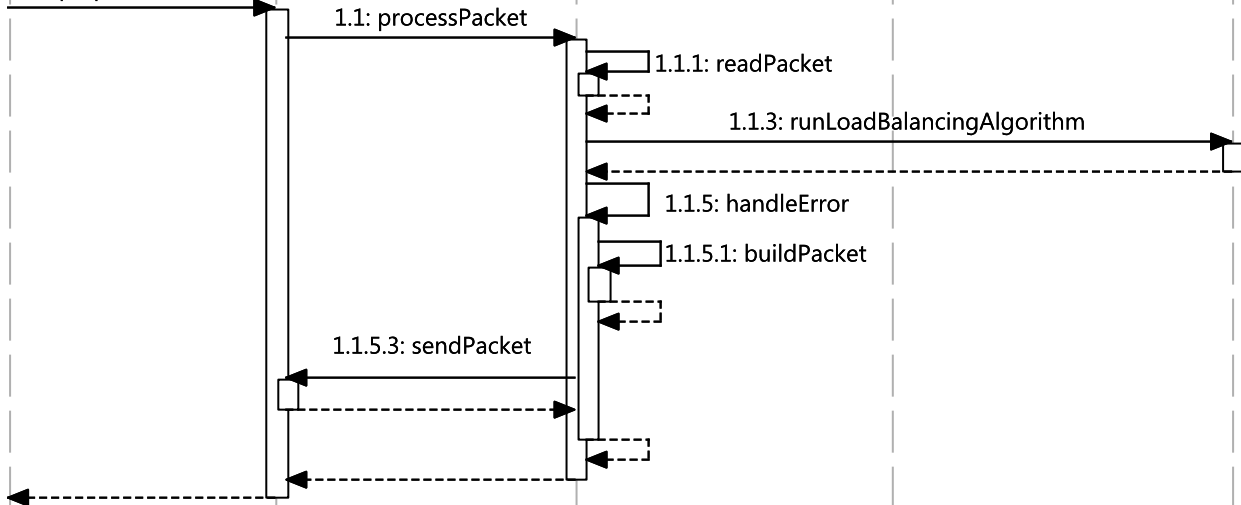 1.1: processPacket
1.1.1: readPacket
1.1.3: runLoadBalancingAlgorithm
1.1.5: handleError
1.1.5.1: buildPacket
1.1.5.3: sendPacket